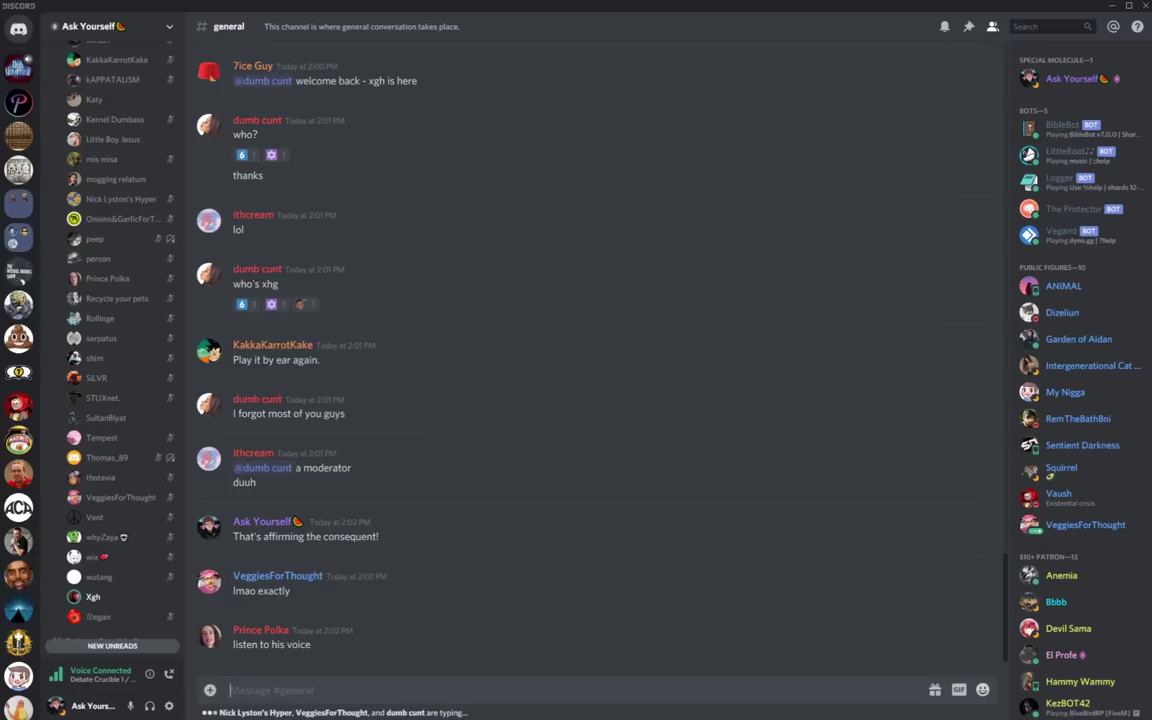 DISCORD
Ask Yourself🍉
KakkaKarrotKake
kAPPATALISM
Katy
Kernel Dumbass
Little Boy Jesus
mis misa
mogging relatum
Nick Lyston's Hyper
Onions&GarlicForT...
peep
person
Prince Polka
Recycle your pets
Rollinge
serpatus
shim
SiLVR
STUXnet.
SultanBlyat
Tempest
Thomas_89
thotavia
VeggiesForThought
Vent
whyZaya
wix
wutang
Xgh
NEW UNREADS
Voice Connected
Debate Crucible 1 / ...
Ask Yours...
# general
This channel is where general conversation takes place.
Search
7ice Guy Today at 2:00 PM
@dumb cunt welcome back - xgh is here
dumb cunt Today at 2:01 PM
who?
6 1 1
thanks
ithcream Today at 2:01 PM
lol
dumb cunt Today at 2:01 PM
who's xhg
6 3 3 1
KakkaKarrotKake Today at 2:01 PM
Play it by ear again.
dumb cunt Today at 2:01 PM
I forgot most of you guys
ithcream Today at 2:01 PM
@dumb cunt a moderator
duuh
Ask Yourself🍉 Today at 2:02 PM
That's affirming the consequent!
VeggiesForThought Today at 2:02 PM
lmao exactly
Prince Polka Today at 2:02 PM
listen to his voice
Message #general
GIF
Nick Lyston's Hyper, VeggiesForThought, and dumb cunt are typing...
SPECIAL MOLECULE—1
Ask Yourself🍉
BOTS—5
BibleBot BOT
Playing BibleBot v7.0.0 | Shar...
LittleBoat♫ BOT
Playing music | ;;help
Logger BOT
Playing Use %help | shards 12-...
The Protector BOT
Vegano BOT
Playing dyno.gg | ?help
PUBLIC FIGURES—10
ANIMAL
Dizeliun
Garden of Aidan
Intergenerational Cat ...
My Nigga
RemTheBathBoi
Sentient Darkness
Squirrel
🥑
Vaush
Existential crisis
VeggiesForThought
$10+ PATRON—13
Anemia
Bbbb
Devil Sama
El Profe
Hammy Wammy
KezBOT42
Playing BlueBirdRP [FiveM]
ACA